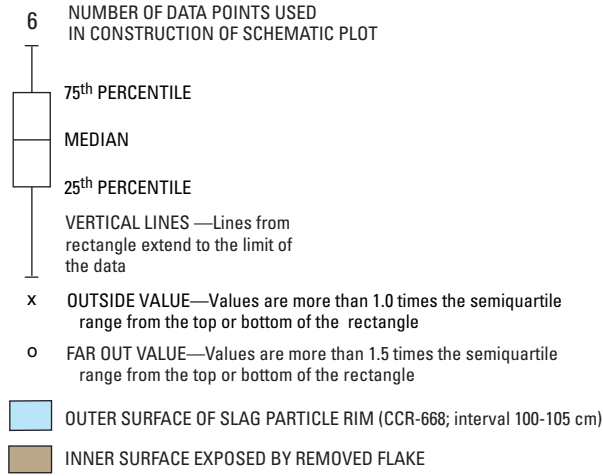 6 NUMBER OF DATA POINTS USED
IN CONSTRUCTION OF SCHEMATIC PLOT
75th PERCENTILE
MEDIAN
25th PERCENTILE
VERTICAL LINES —Lines from
rectangle extend to the limit of
the data
x OUTSIDE VALUE—Values are more than 1.0 times the semiquartile
range from the top or bottom of the rectangle
o FAR OUT VALUE—Values are more than 1.5 times the semiquartile
range from the top or bottom of the rectangle
OUTER SURFACE OF SLAG PARTICLE RIM (CCR-668; interval 100-105 cm)
INNER SURFACE EXPOSED BY REMOVED FLAKE